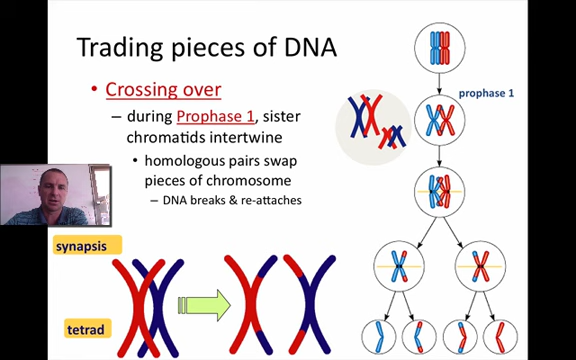 Trading pieces of DNA
• Crossing over
– during Prophase 1, sister
chromatids intertwine
• homologous pairs swap
pieces of chromosome
– DNA breaks & re-attaches
prophase 1
synapsis
tetrad